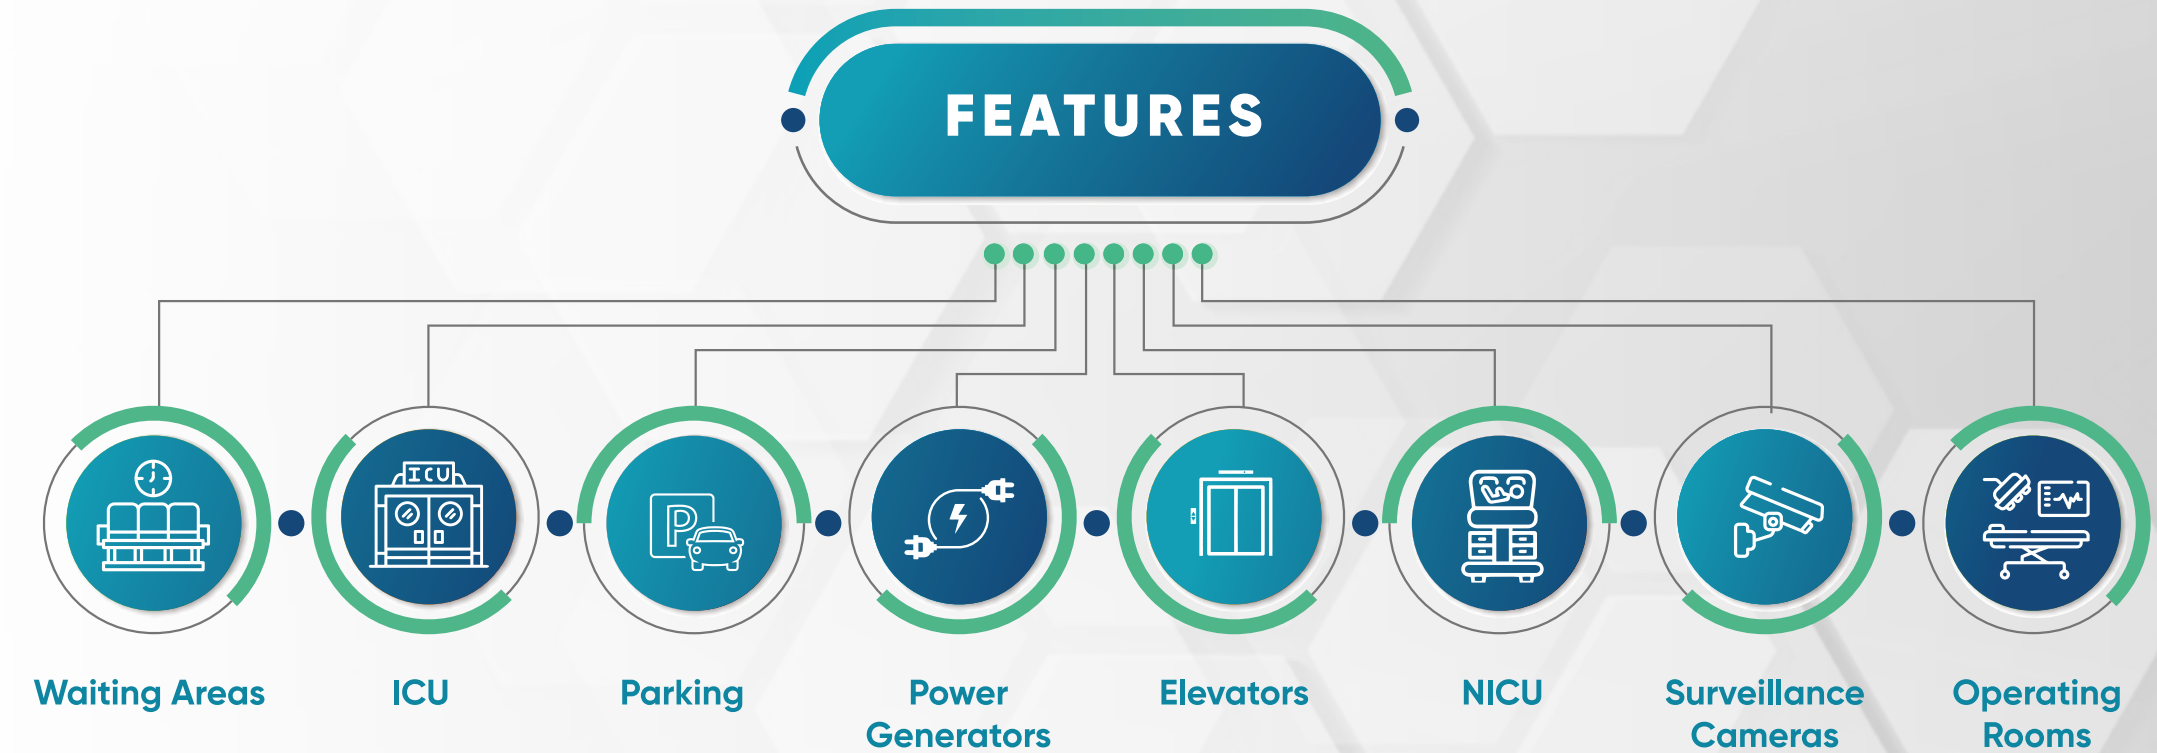 FEATURES
ICU
P
Waiting Areas
ICU
Parking
Power
Generators
Elevators
NICU
Surveillance
Cameras
Operating
Rooms